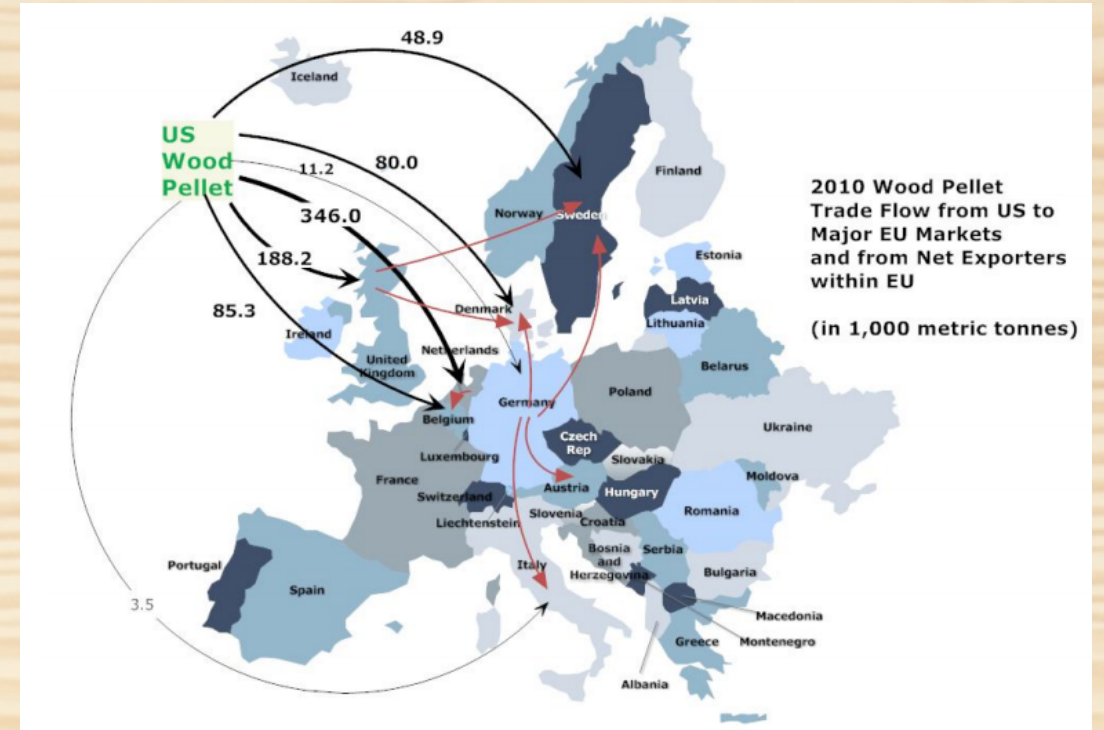 48.9
Iceland
US
Wood
Pellet
80.0
11.2
Finland
2010 Wood Pellet
Trade Flow from US to
Major EU Markets
and from Net Exporters
within EU
(in 1,000 metric tonnes)
346.0
Norway
Sweden
188.2
Estonia
85.3
Denmark
Latvia
Ireland
Lithuania
Netherlands
United
Kingdom
Belarus
Poland
Germany
Belgium
Ukraine
Czech
Rep
Luxembourg
Slovakia
France
Moldova
Austria
Switzerland
Hungary
Slovenia
Romania
Liechtenstein
Croatia
Bosnia
and
Herzegovina
Serbia
Portugal
Italy
Bulgaria
Spain
3.5
Macedonia
Greece
Montenegro
Albania